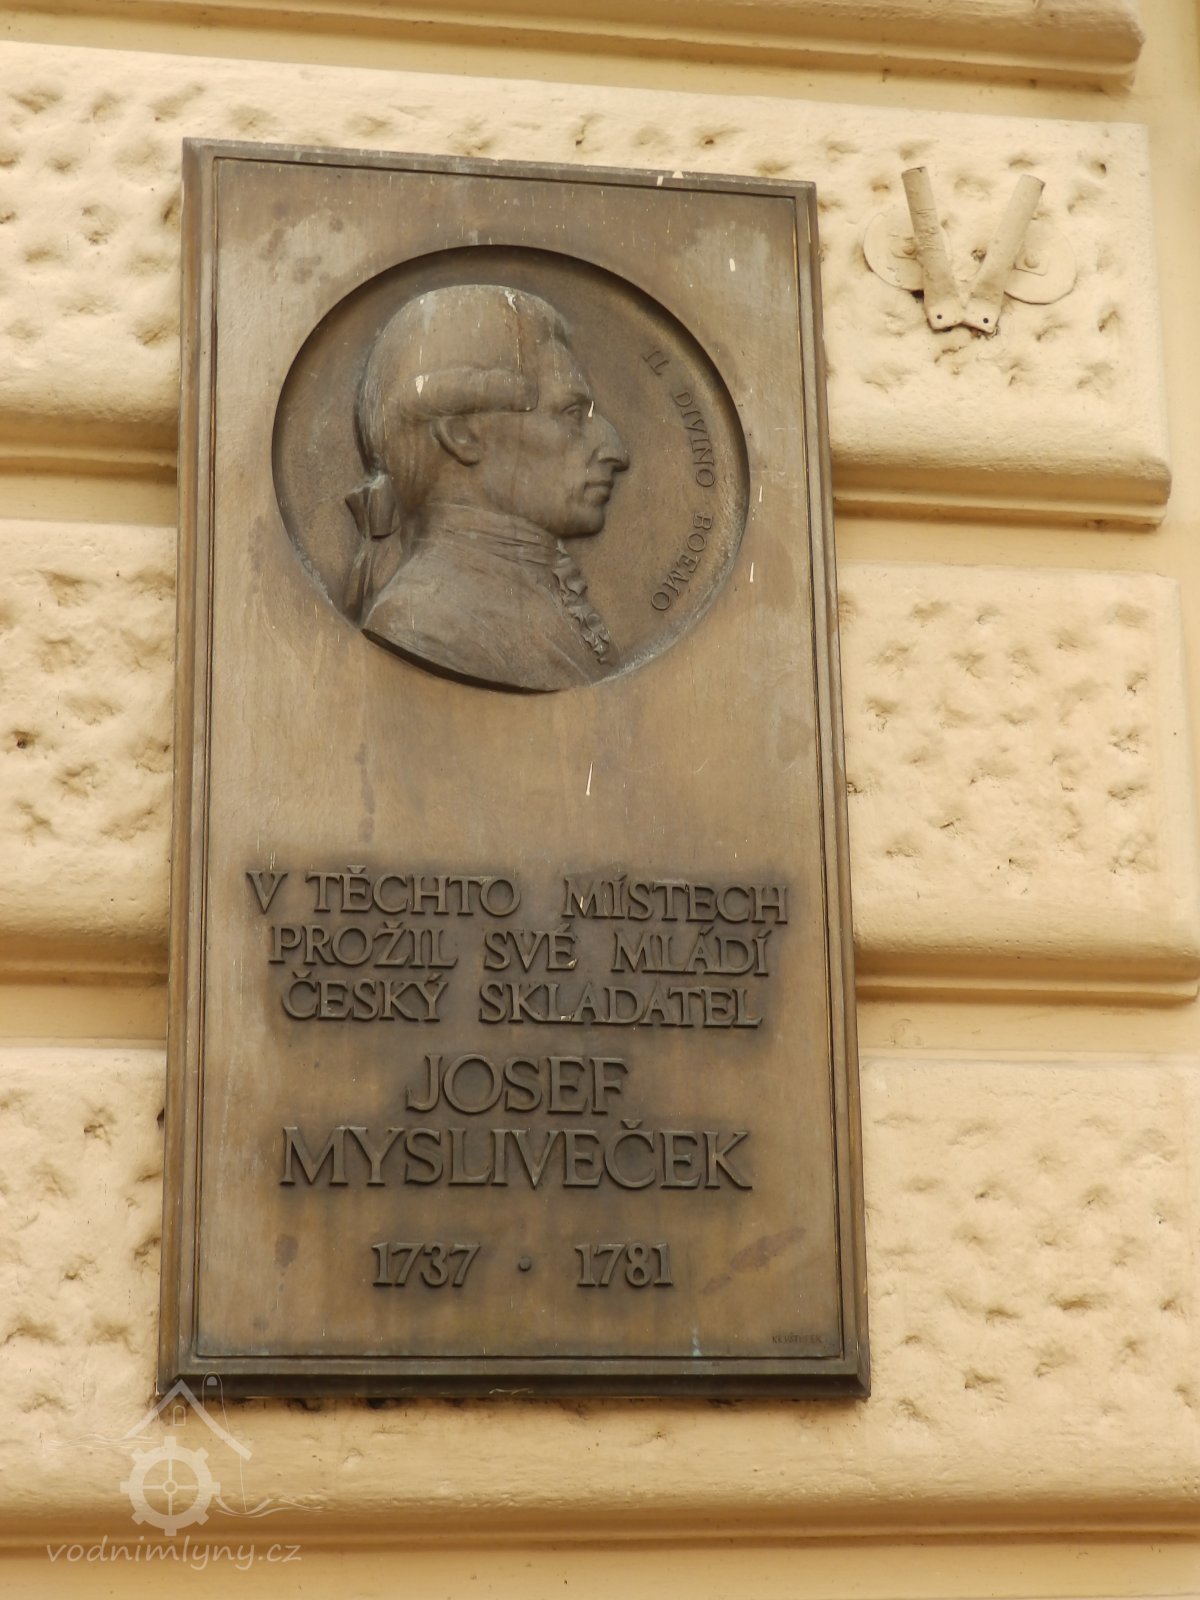 IL DIVINO BOEMO
V TĚCHTO MÍSTECH
PROŽIL SVÉ MLÁDÍ
ČESKÝ SKLADATEL
JOSEF
MYSLIVEČEK
1737 · 1781
vodnimlyny.cz